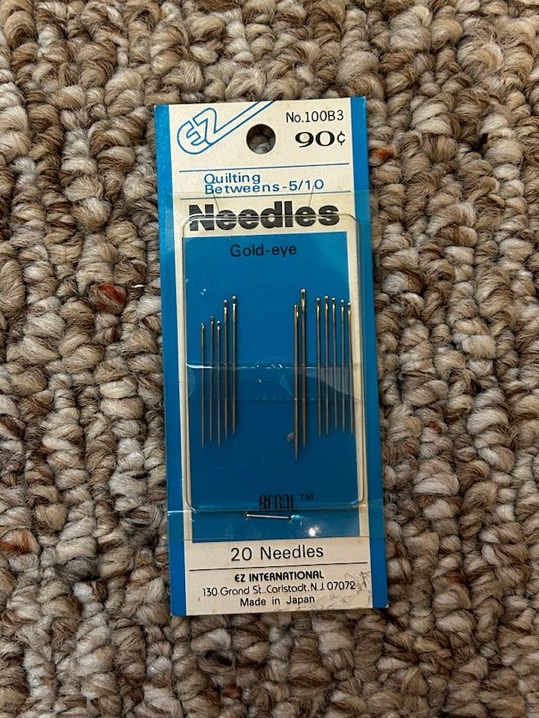 EZ
No.100B3
90¢
Quilting
Betweens-5/10
Needles
Gold-eye
REGAL™
20 Needles
EZ INTERNATIONAL
130 Grand St., Carlstadt, N.J. 07072
Made in Japan